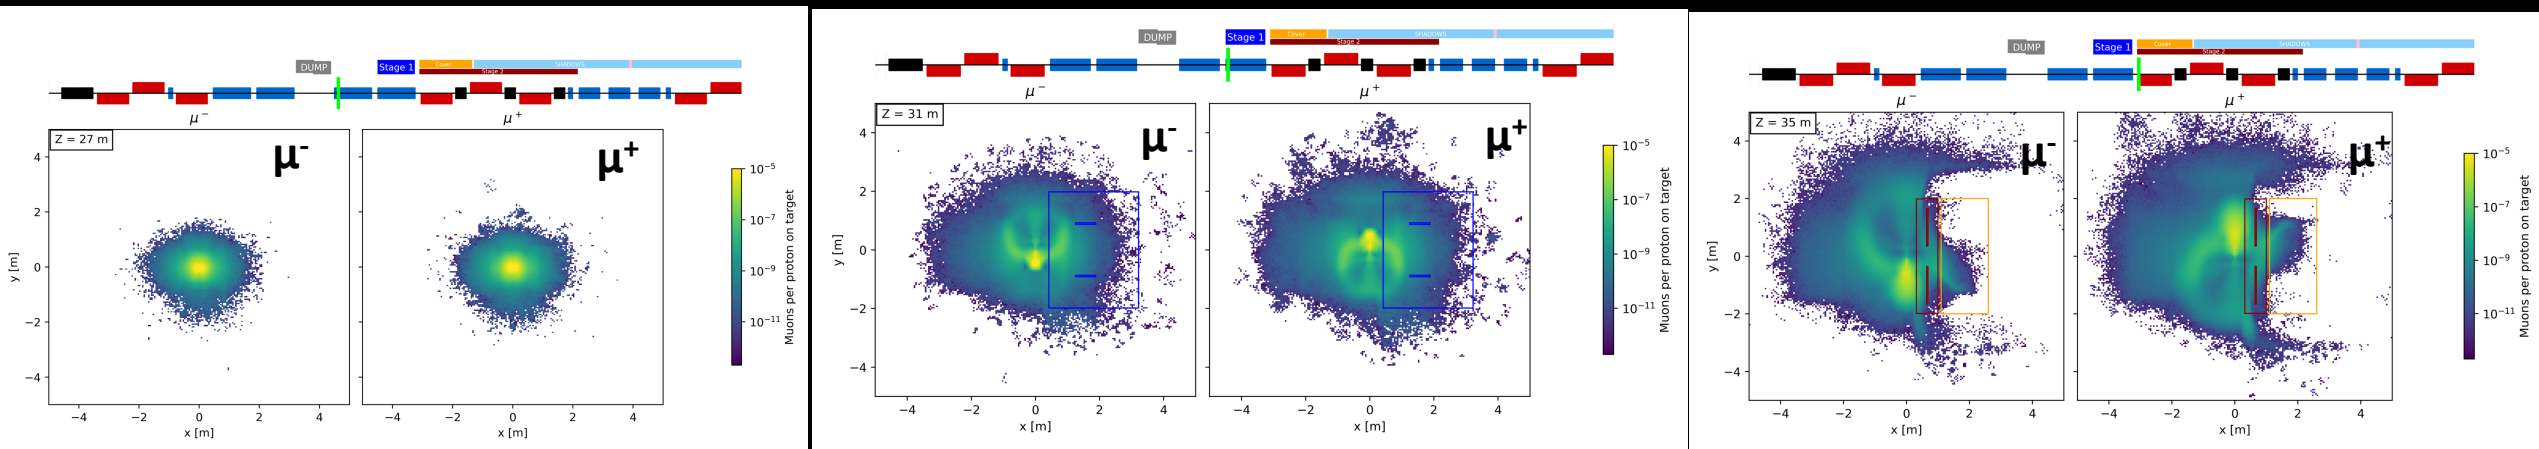 DUMP
Stage 1
Cover
SHADOWS
Stage 2
μ⁻
μ⁺
Z = 27 m
μ-
μ+
4
2
0
−2
−4
y [m]
−4 −2 0 2 4
−4 −2 0 2 4
x [m]
x [m]
10⁻⁵
10⁻⁷
10⁻⁹
10⁻¹¹
Muons per proton on target
DUMP
Stage 1
Cover
SHADOWS
Stage 2
μ⁻
μ⁺
Z = 31 m
μ-
μ+
4
2
0
−2
−4
y [m]
−4 −2 0 2 4
−4 −2 0 2 4
x [m]
x [m]
10⁻⁵
10⁻⁷
10⁻⁹
10⁻¹¹
Muons per proton on target
DUMP
Stage 1
Cover
SHADOWS
Stage 2
μ⁻
μ⁺
Z = 35 m
μ-
μ+
4
2
0
−2
−4
y [m]
−4 −2 0 2 4
−4 −2 0 2 4
x [m]
x [m]
10⁻⁵
10⁻⁷
10⁻⁹
10⁻¹¹
Muons per proton on target